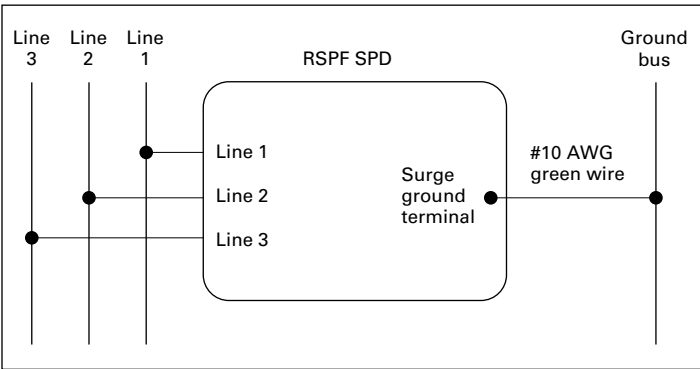 Line
3
Line
2
Line
1
RSPF SPD
Ground
bus
Line 1
Line 2
Line 3
Surge
ground
terminal
#10 AWG
green wire